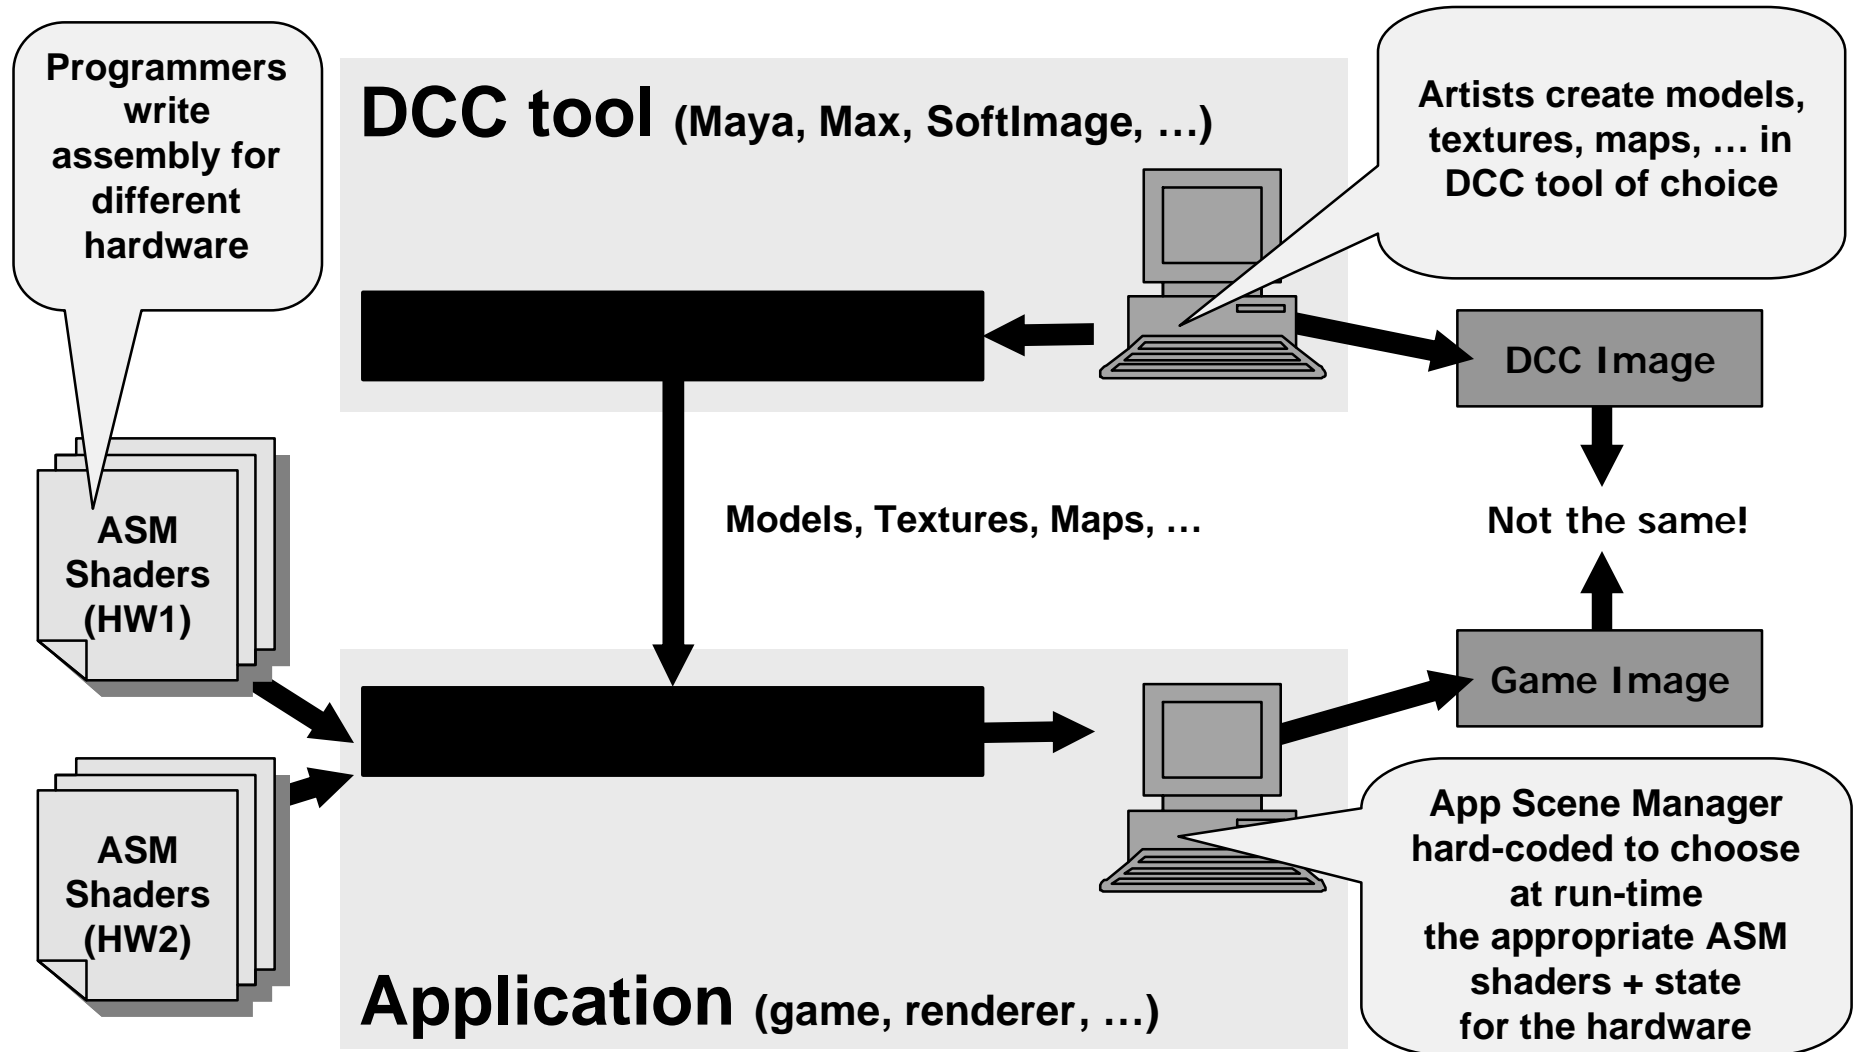 Programmers
write
assembly for
different
hardware
DCC tool (Maya, Max, SoftImage, …)
Artists create models,
textures, maps, … in
DCC tool of choice
DCC Image
ASM
Shaders
(HW1)
Models, Textures, Maps, …
Not the same!
Game Image
ASM
Shaders
(HW2)
App Scene Manager
hard-coded to choose
at run-time
the appropriate ASM
shaders + state
for the hardware
Application (game, renderer, …)